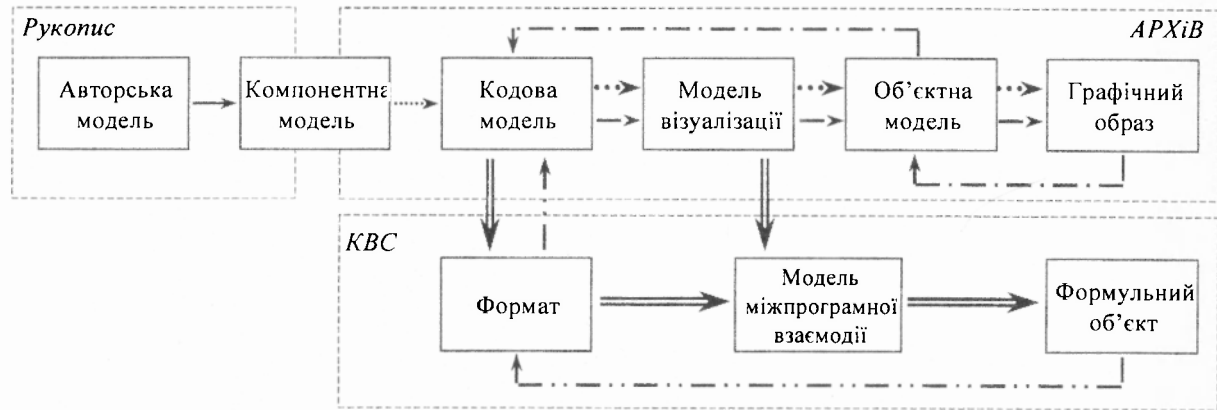 Рукопис
АРХіВ
Авторська
модель
Компонентна
модель
Кодова
модель
Модель
візуалізації
Об’єктна
модель
Графічний
образ
КВС
Формат
Модель
міжпрограмної
взаємодії
Формульний
об’єкт